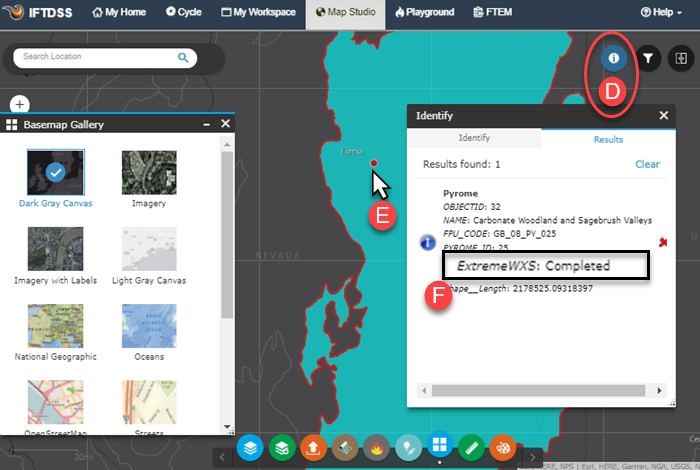 IFTDSS
My Home
Cycle
My Workspace
Map Studio
Playground
FTEM
Help
Search Location
D
Basemap Gallery
Dark Gray Canvas
Imagery
Imagery with Labels
Light Gray Canvas
National Geographic
Oceans
OpenStreetMap
Streets
Eureka
E
NEVADA
Identify
Identify
Results
Results found: 1
Clear
Pyrome
OBJECTID: 32
NAME: Carbonate Woodland and Sagebrush Valleys
FPU_CODE: GB_08_PY_025
PYROME_ID: 25
ExtremeWXS: Completed
F
Shape__Length: 2178525.09318397
30mi
HERE, NPS | Esri, HERE, Garmin, NGA, USGS, N